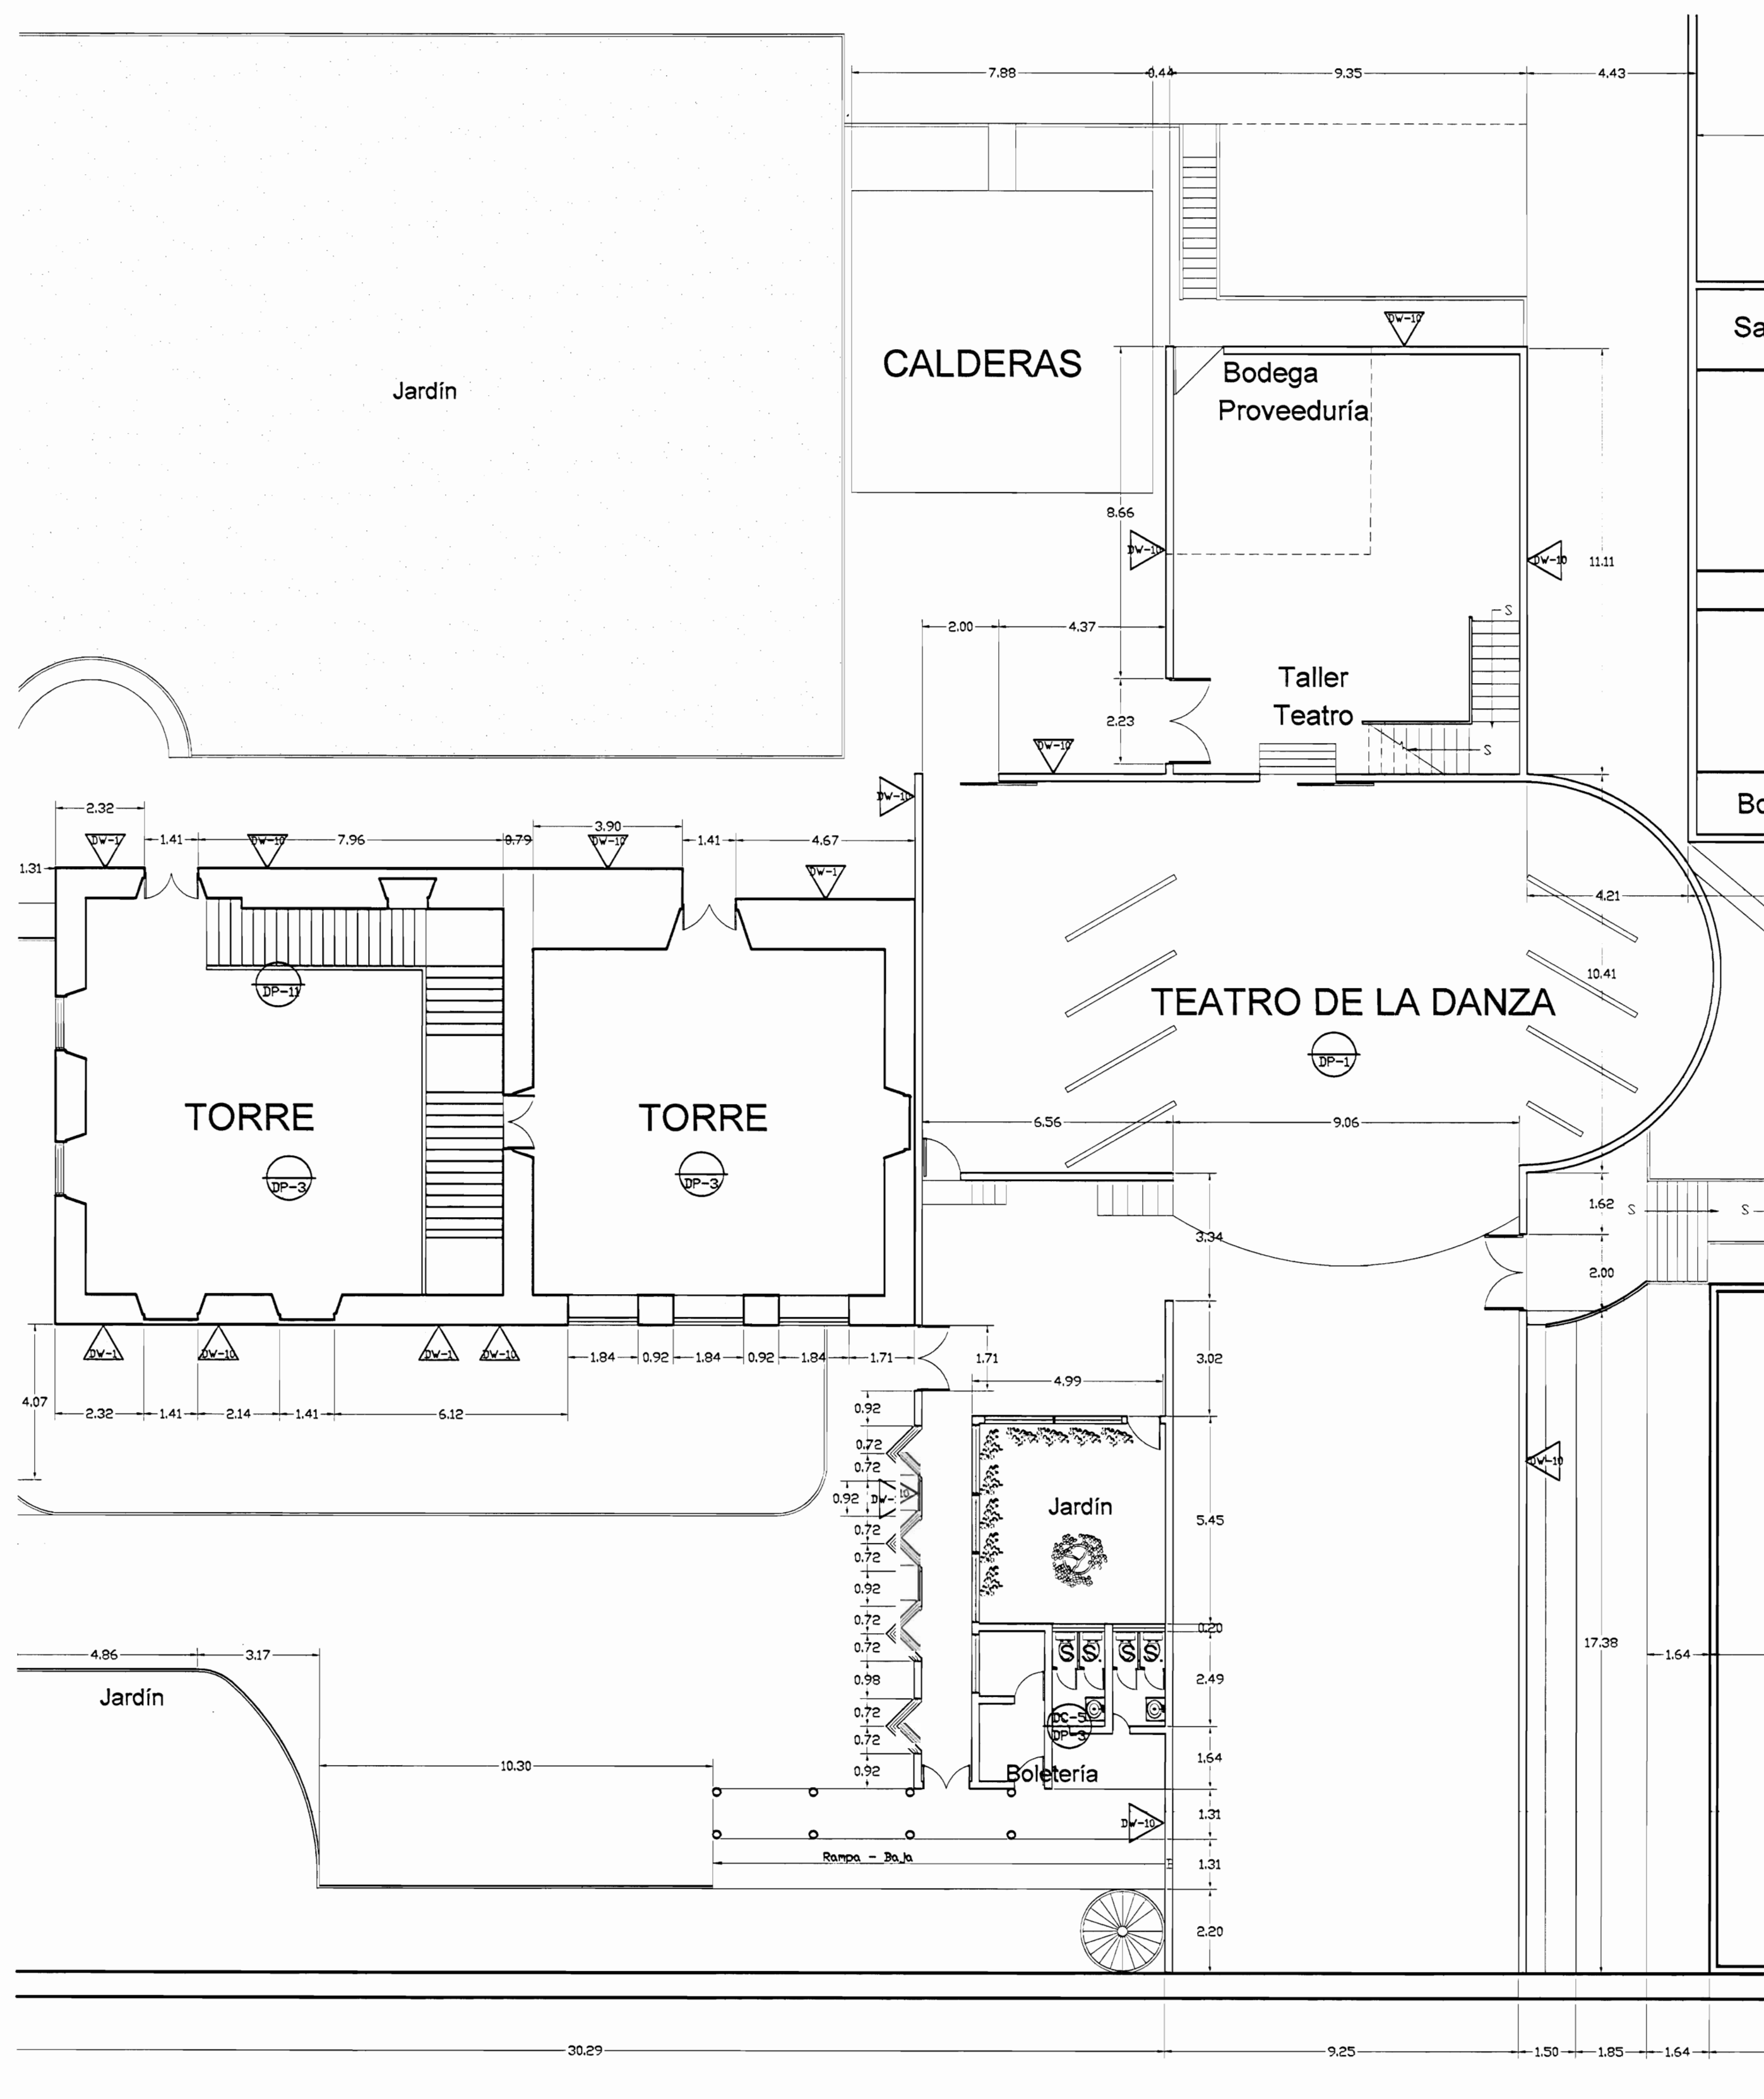 7.88
0.44
9.35
4.43
DW-10
Sa
CALDERAS
Bodega
Proveeduría
Jardín
8.66
DW-10
DW-10
11.11
S
2.00
4.37
Taller
Teatro
2.23
S
DW-10
DW-10
Bo
2.32
3.90
DW-1
1.41
DW-10
7.96
0.79
DW-10
1.41
4.67
1.31
DW-1
4.21
10.41
DP-11
TEATRO DE LA DANZA
DP-1
TORRE
TORRE
6.56
9.06
DP-3
DP-3
1.62
S
S
3.34
2.00
DW-1
DW-10
DW-1
DW-10
1.84
0.92
1.84
0.92
1.84
1.71
1.71
3.02
4.99
4.07
2.32
1.41
2.14
1.41
6.12
0.92
0.72
0.72
DW-10
0.92
DW-10
Jardín
5.45
0.72
0.72
0.92
0.72
0.20
17.38
4.86
3.17
0.72
S.
S.
S.
S.
1.64
0.98
2.49
Jardín
0.72
DC-5
DP-3
0.72
1.64
10.30
0.92
Boletería
1.31
DW-10
Rampa - Baja
1.31
2.20
30.29
9.25
1.50
1.85
1.64